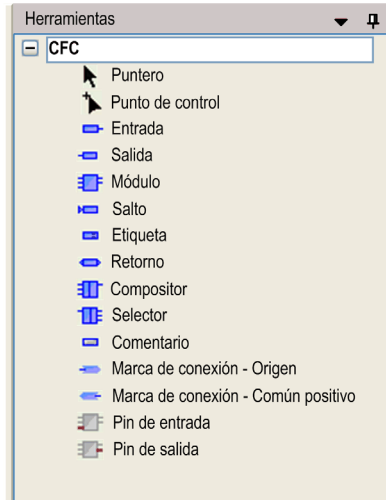 Herramientas
CFC
Puntero
Punto de control
Entrada
Salida
Módulo
Salto
Etiqueta
Retorno
Compositor
Selector
Comentario
Marca de conexión - Origen
Marca de conexión - Común positivo
Pin de entrada
Pin de salida